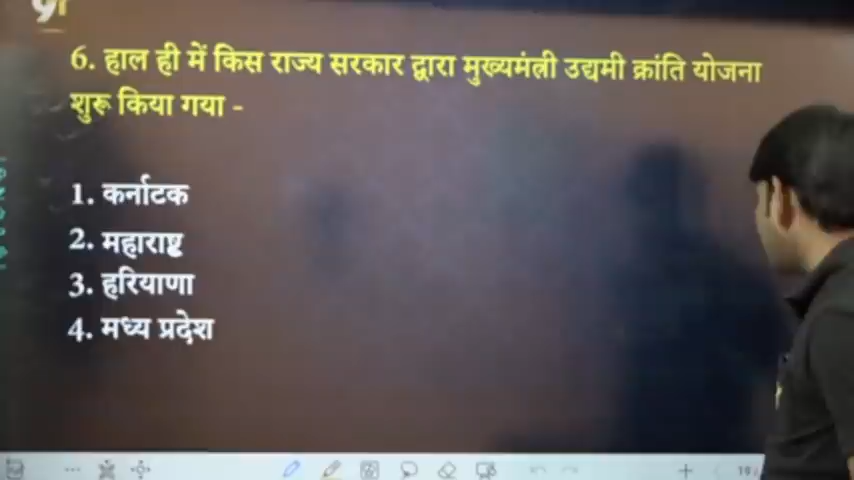 6. हाल ही में किस राज्य सरकार द्वारा मुख्यमंत्री उद्यमी क्रांति योजना
शुरू किया गया -
1. कर्नाटक
2. महाराष्ट्र
3. हरियाणा
4. मध्य प्रदेश